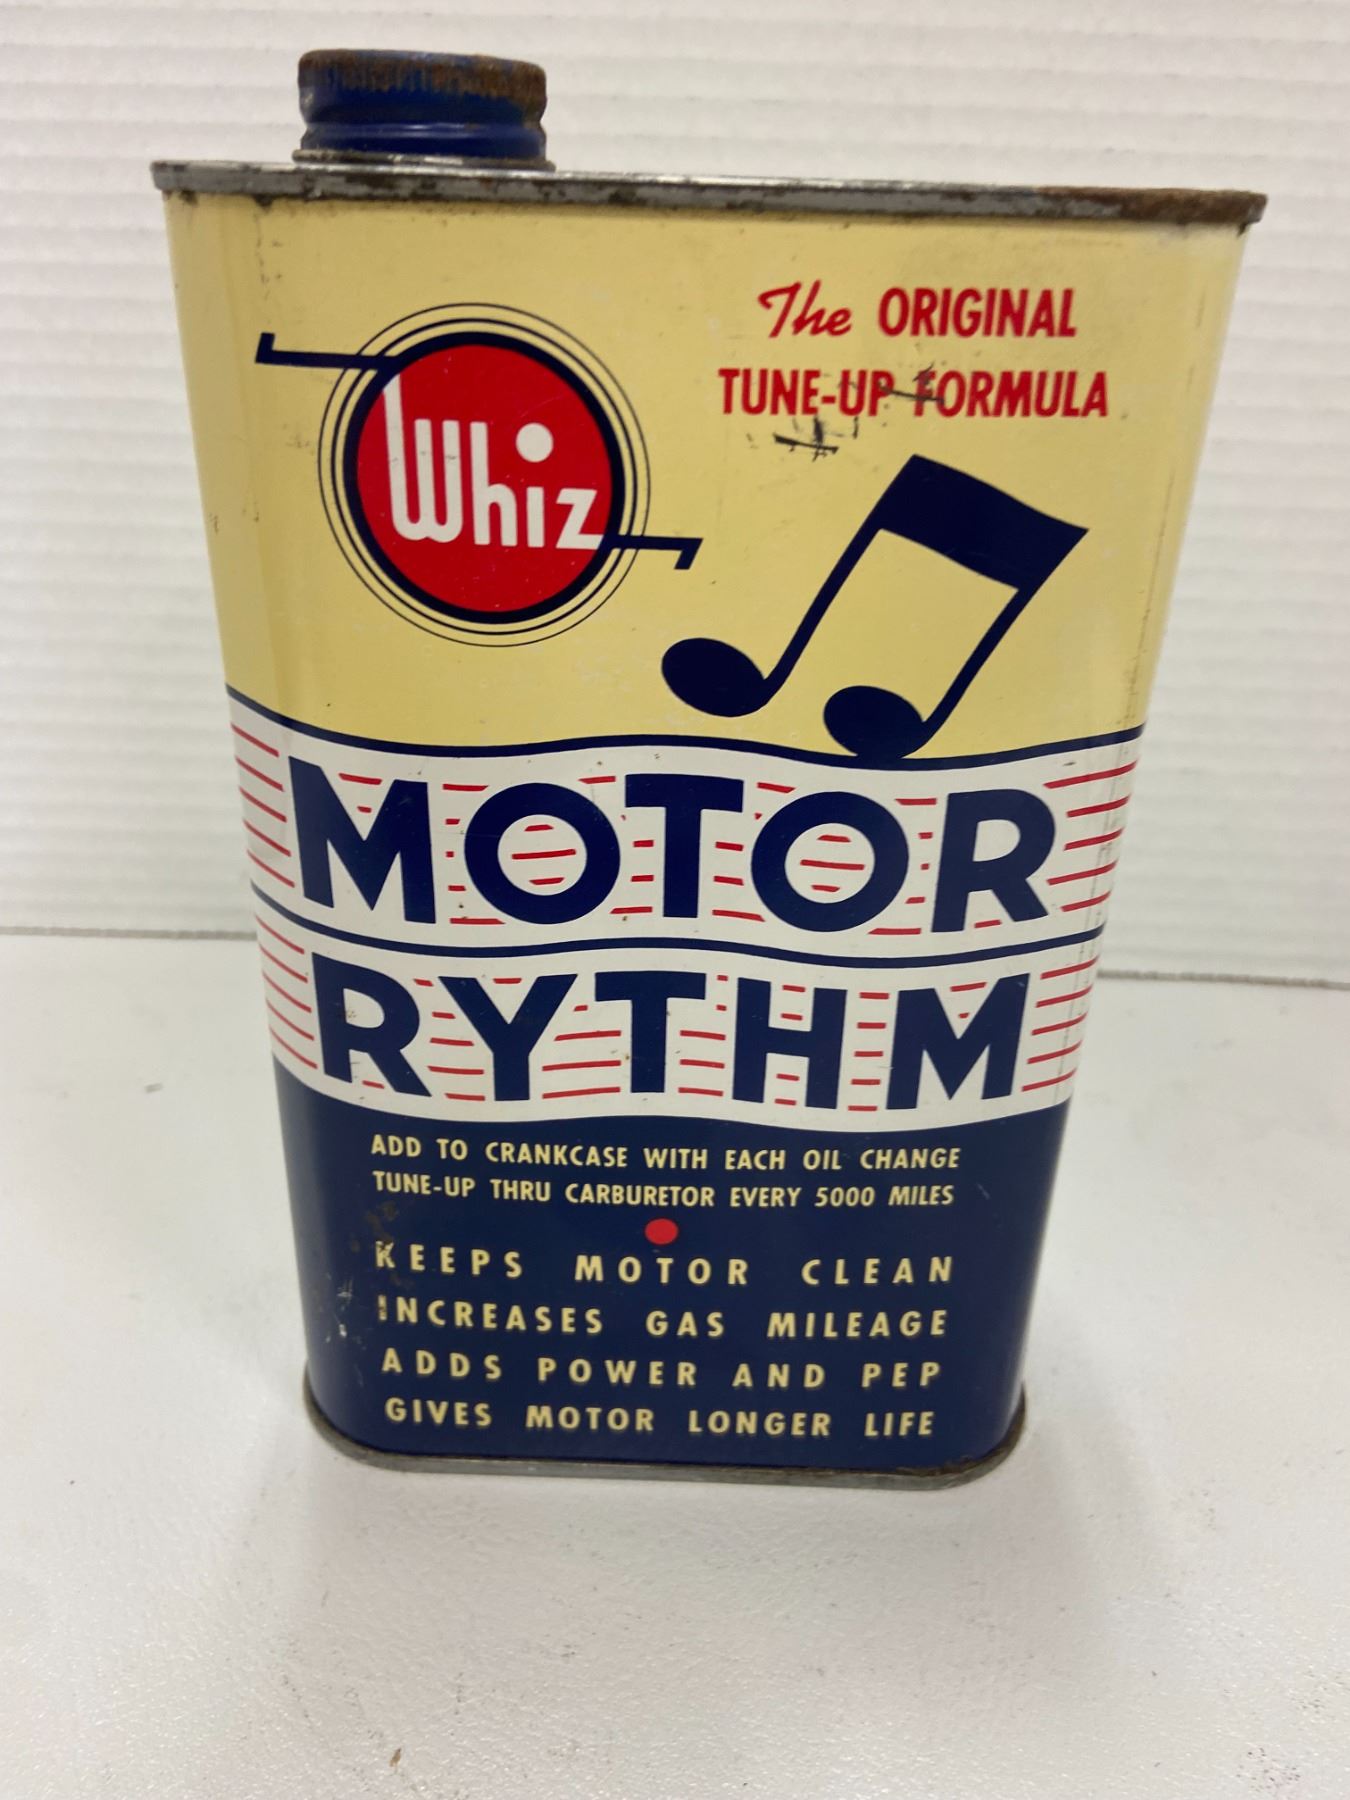 The ORIGINAL
TUNE-UP FORMULA
Whiz
MOTOR
RYTHM
ADD TO CRANKCASE WITH EACH OIL CHANGE
TUNE-UP THRU CARBURETOR EVERY 5000 MILES
KEEPS MOTOR CLEAN
INCREASES GAS MILEAGE
ADDS POWER AND PEP
GIVES MOTOR LONGER LIFE